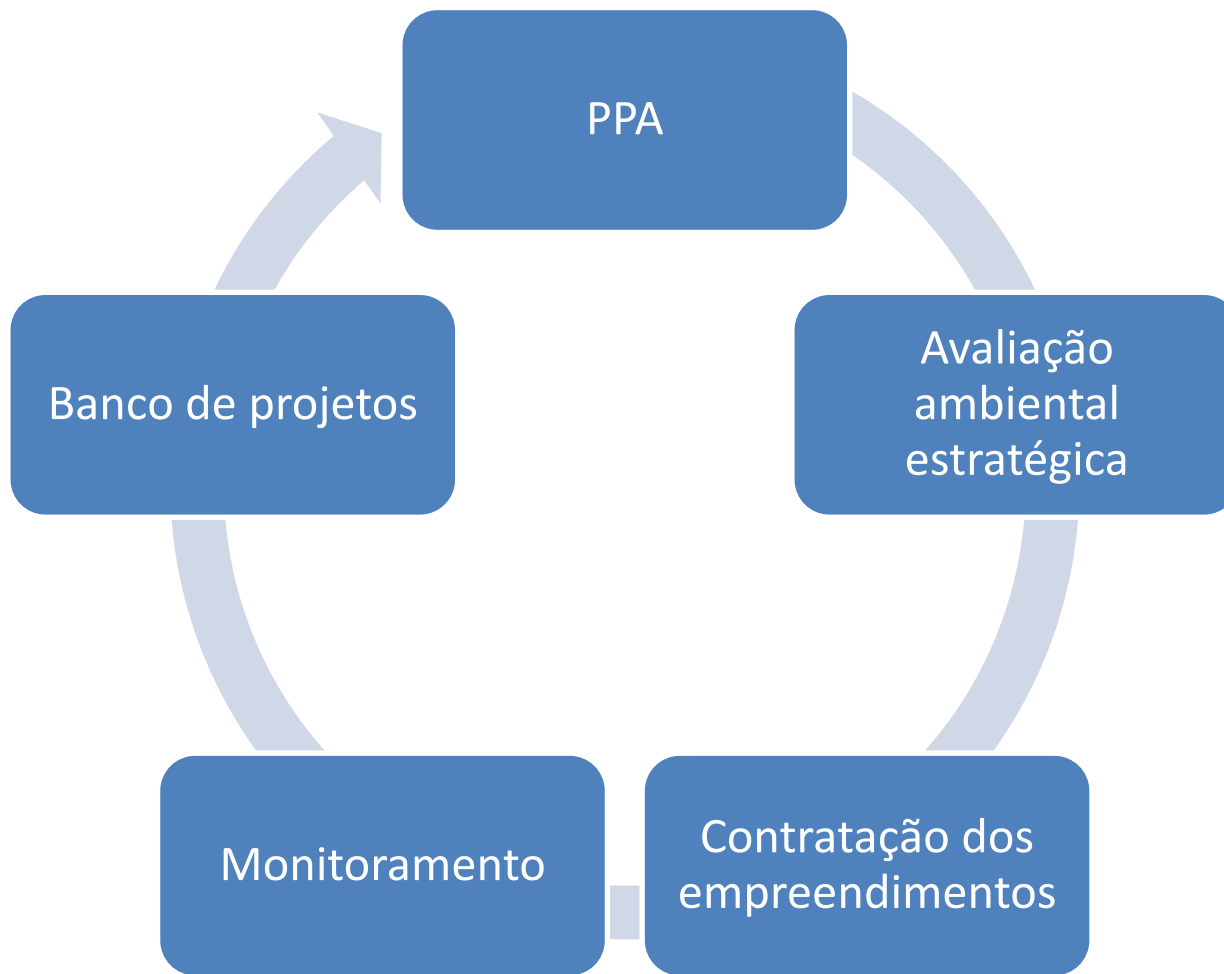 PPA
Avaliação
ambiental
estratégica
Contratação dos
empreendimentos
Monitoramento
Banco de projetos